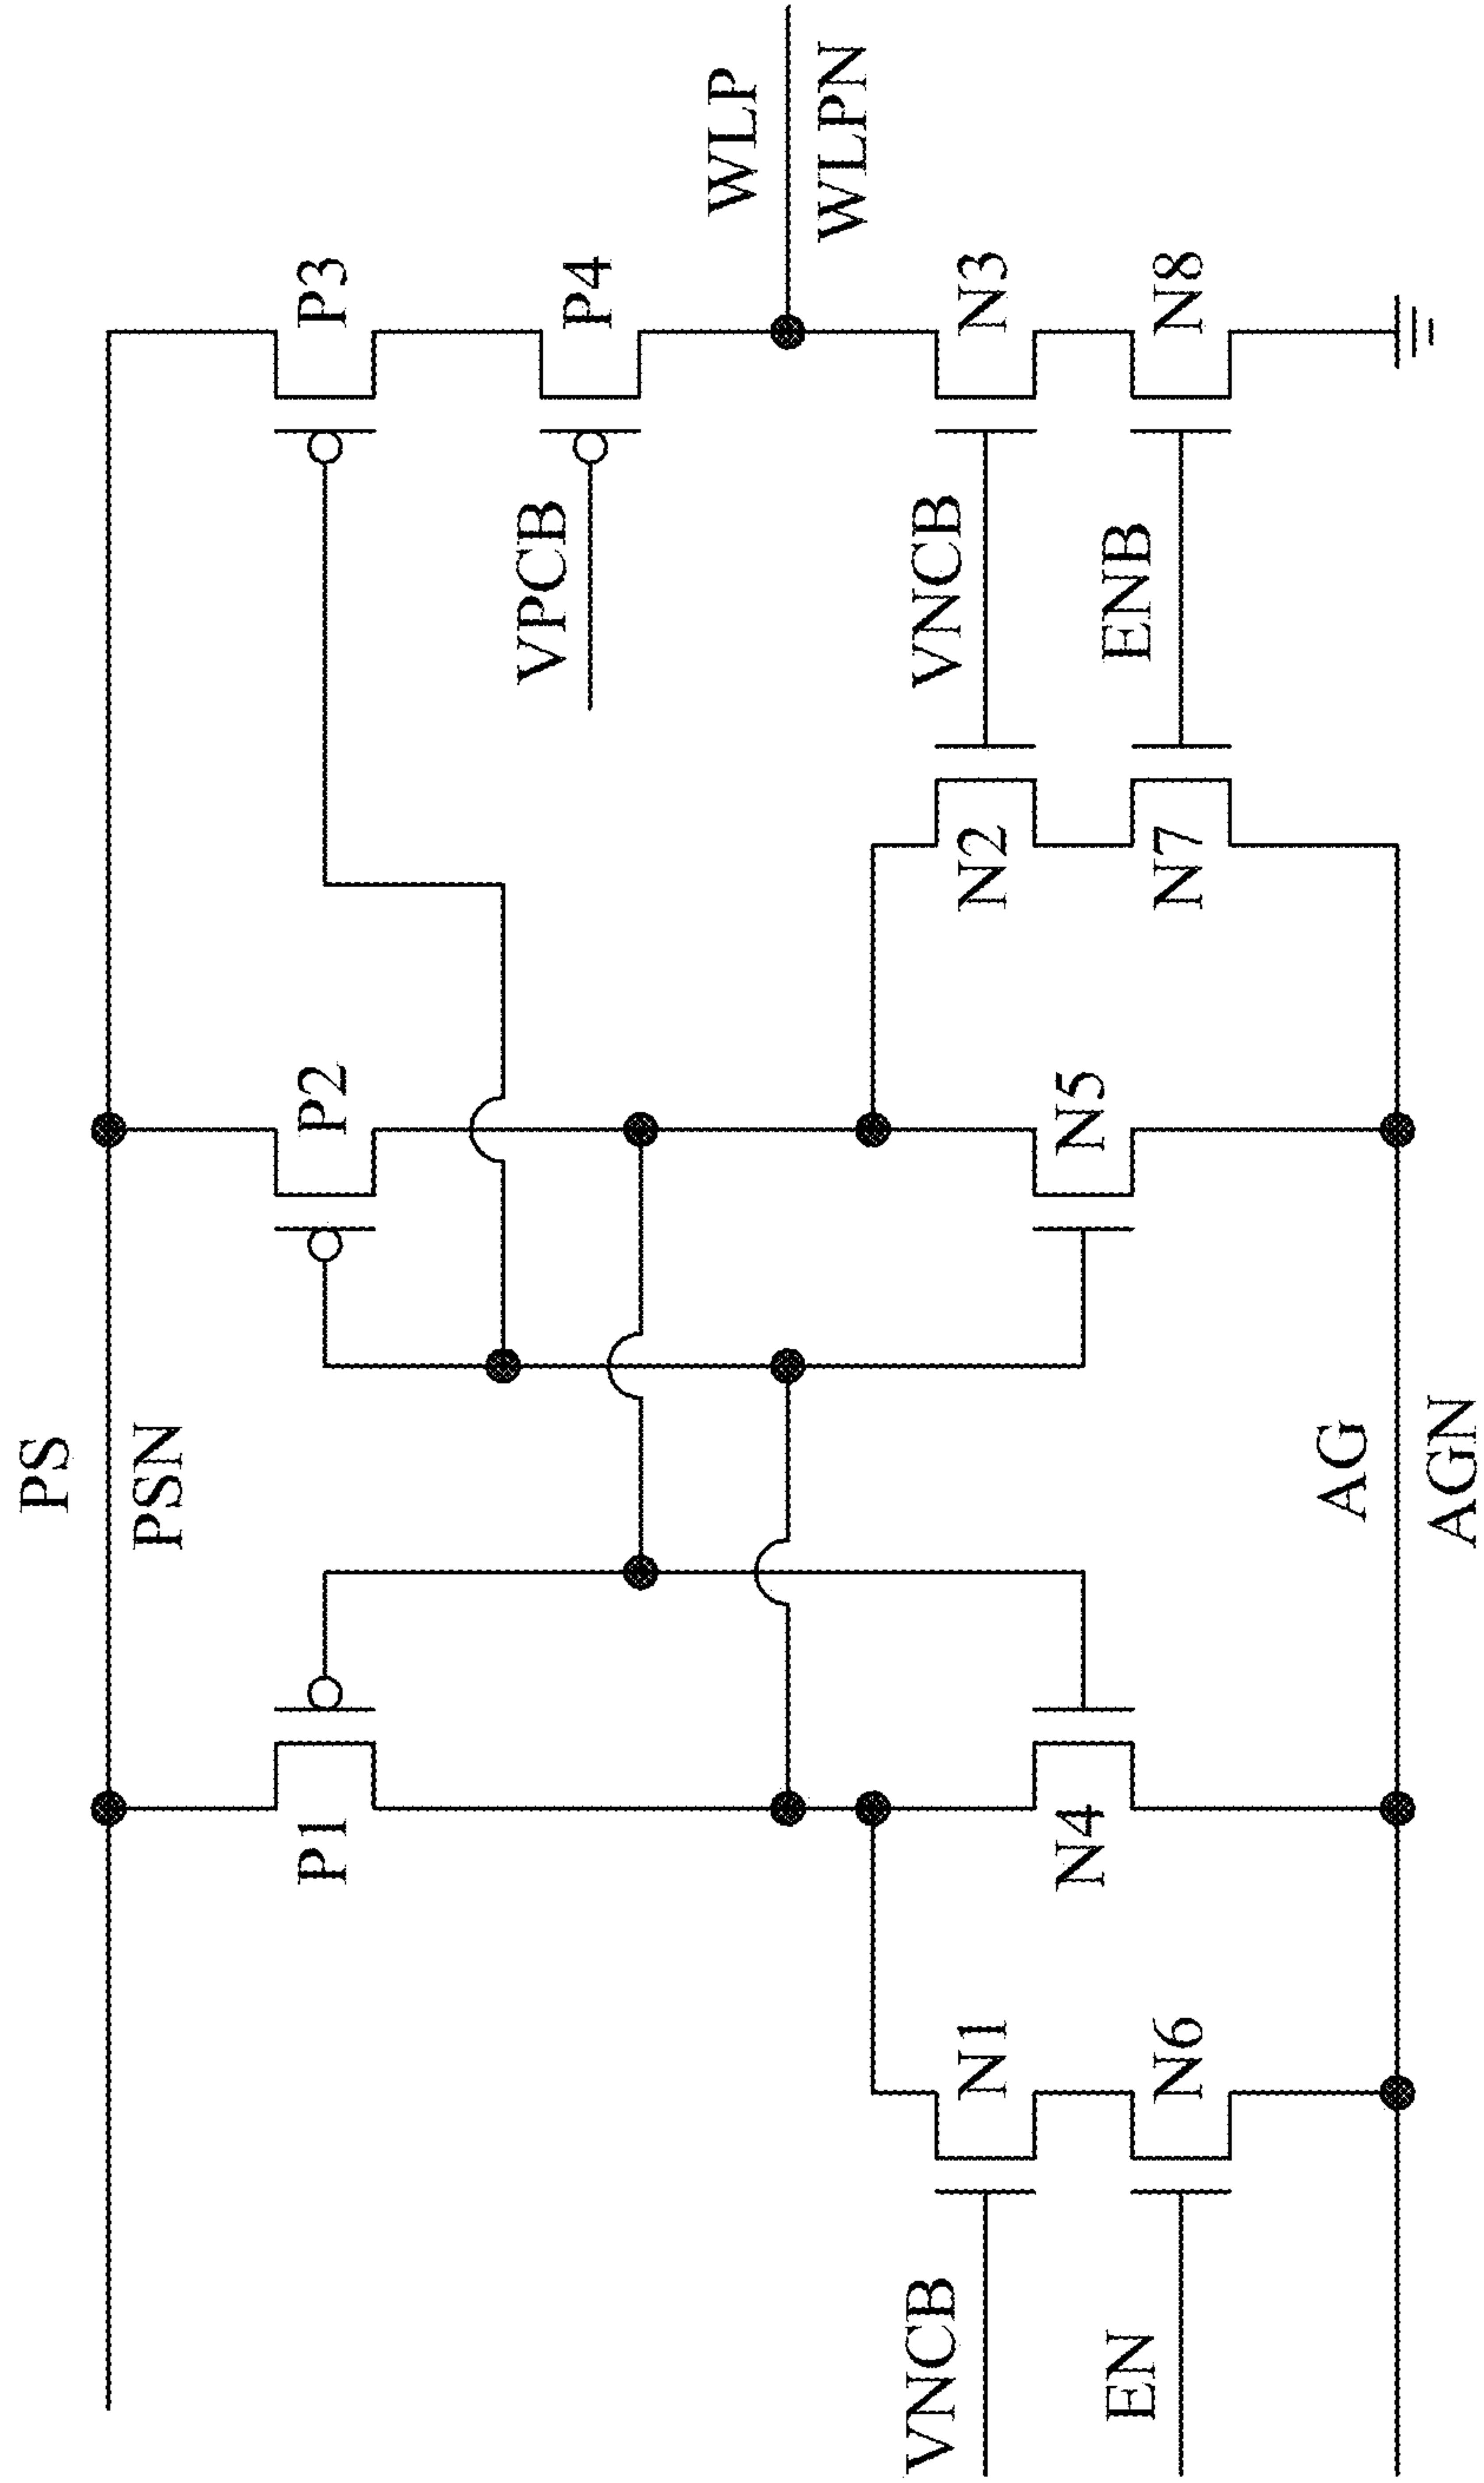 PS
PSN
P1
P2
P3
VPCB
P4
WLP
WLPN
VNCB
N1
N2
VNCB
N3
N4
N5
EN
N6
N7
ENB
N8
AG
AGN